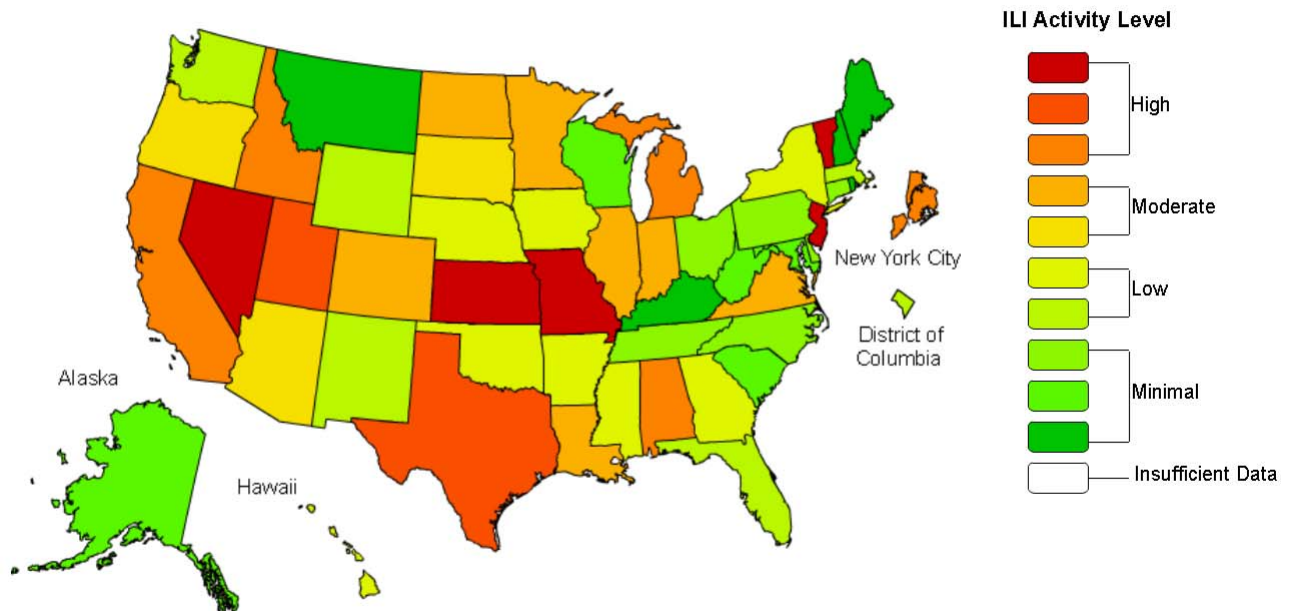 ILI Activity Level
High
Moderate
Low
Minimal
Insufficient Data
New York City
District of
Columbia
Alaska
Hawaii